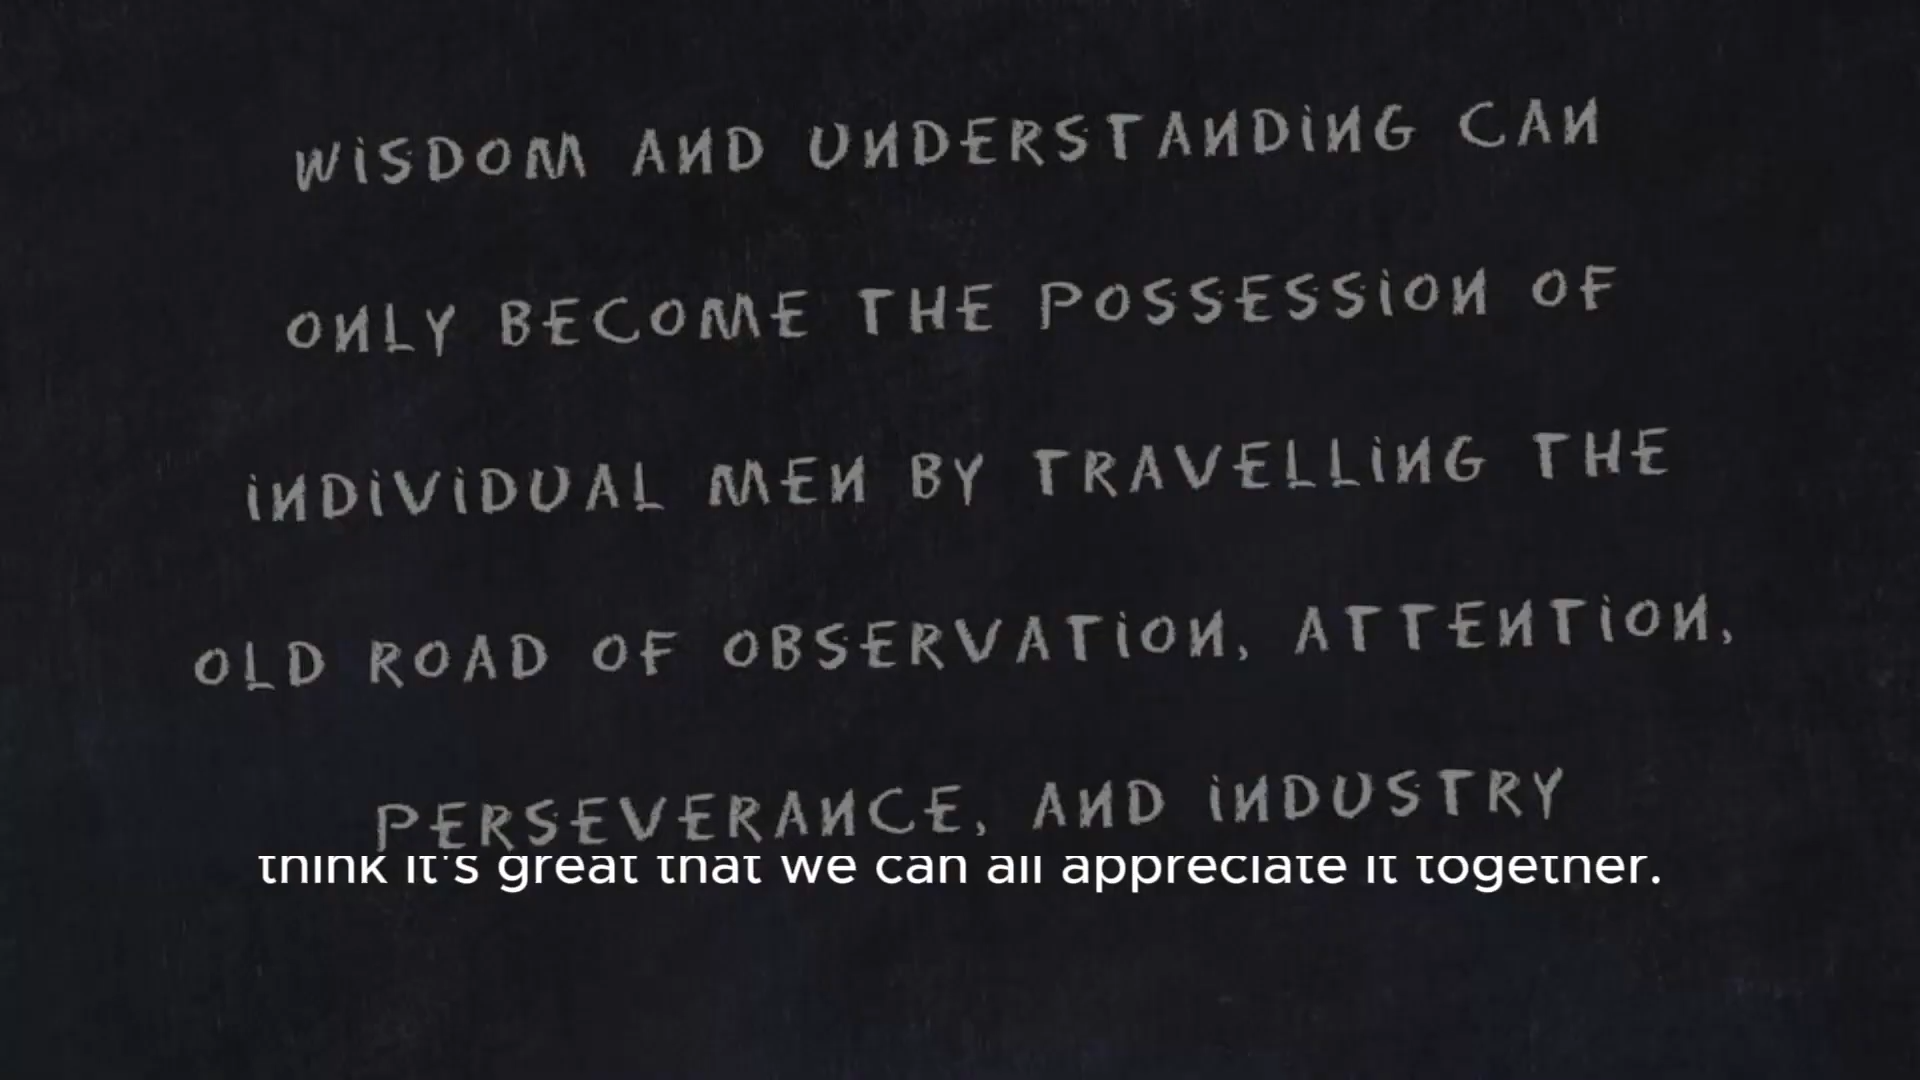 WiSDOM AND UNDERSTANDiNG CAN
ONLY BECOME THE POSSESSiON OF
iNDiViDUAL MEN BY TRAVELLiNG THE
OLD ROAD OF OBSERVATiON, ATTENTiON,
PERSEVERANCE, AND iNDUSTRY
think it's great that we can all appreciate it together.